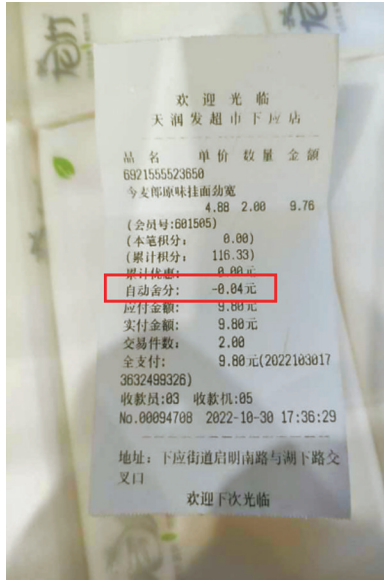 龙竹
欢迎光临
天润发超市下应店
品名 单价 数量 金额
6921555523650
今麦郎原味挂面劲宽
4.88 2.00 9.76
(会员号:601505)
(本笔积分: 0.00)
(累计积分: 116.33)
累计优惠: 0.00元
自动舍分: -0.04元
应付金额: 9.80元
实付金额: 9.80元
交易件数: 2.00
全支付: 9.80元(2022103017
3632499326)
收款员:03 收款机:05
No.00094708 2022-10-30 17:36:29
地址: 下应街道启明南路与湖下路交
叉口
欢迎下次光临